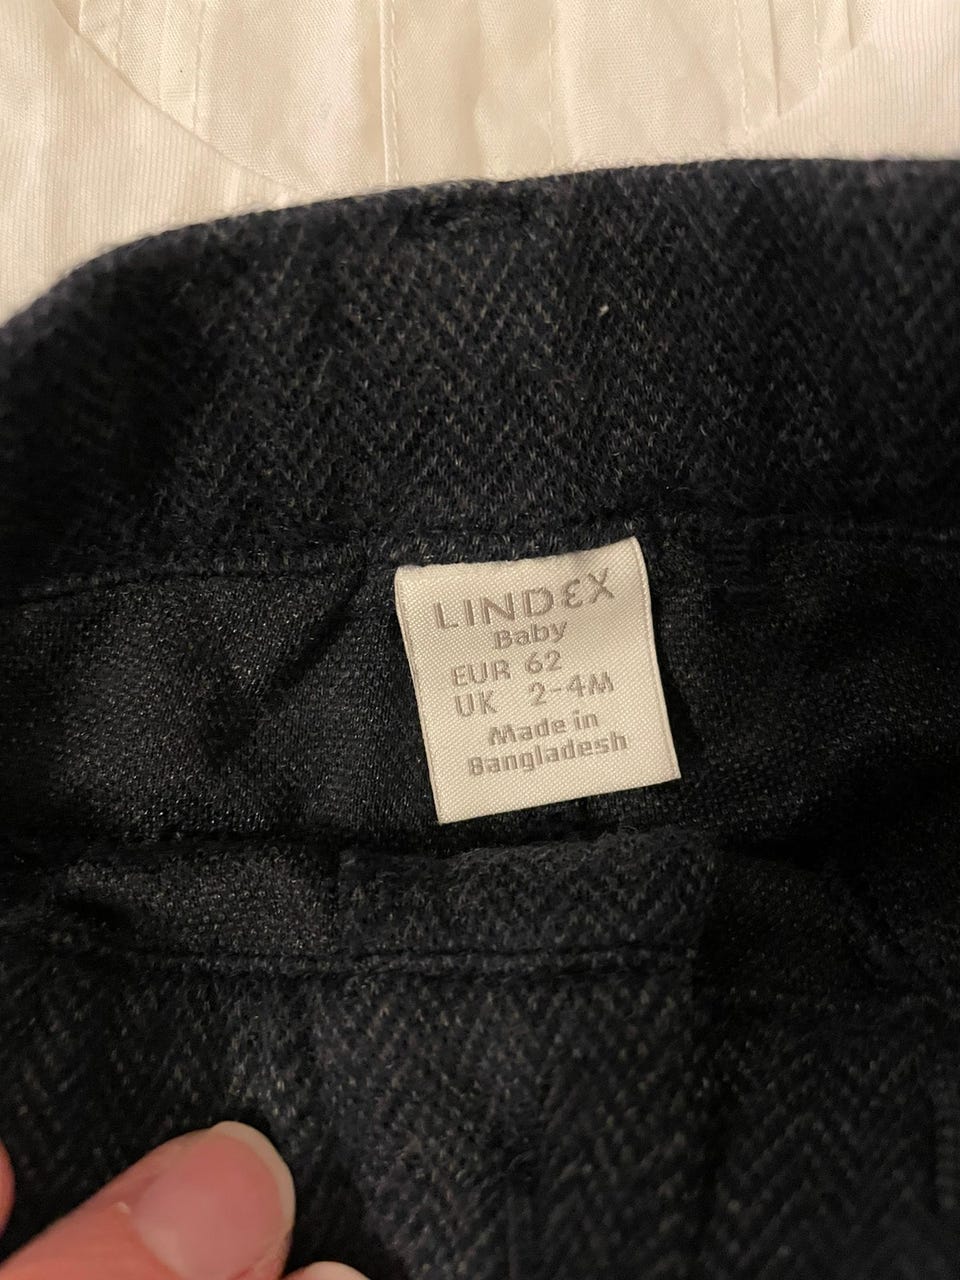 LINDEX
Baby
EUR 62
UK 2-4M
Made in
Bangladesh